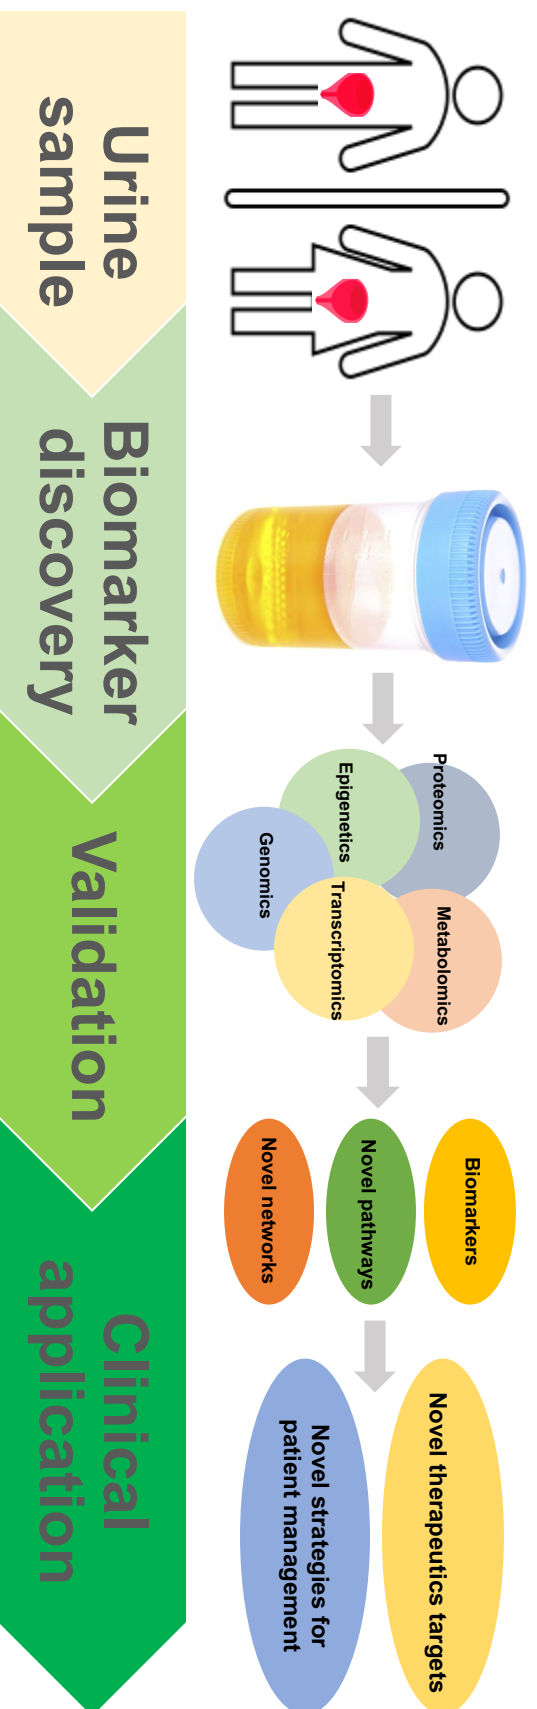 Proteomics
Epigenetics
Metabolomics
Genomics
Transcriptomics
Biomarkers
Novel pathways
Novel networks
Novel therapeutics targets
Novel strategies for
patient management
Urine
sample
Biomarker
discovery
Validation
Clinical
application